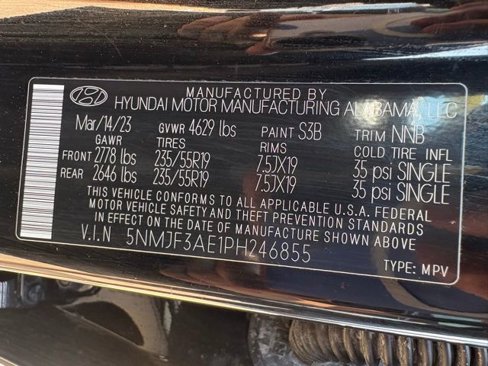 MANUFACTURED BY
HYUNDAI MOTOR MANUFACTURING ALABAMA, LLC
Mar/14/23 GVWR 4629 lbs PAINT S3B TRIM NNB
GAWR TIRES RIMS COLD TIRE INFL
FRONT 2778 lbs 235/55R19 7.5JX19 35 psi SINGLE
REAR 2646 lbs 235/55R19 7.5JX19 35 psi SINGLE
THIS VEHICLE CONFORMS TO ALL APPLICABLE U.S.A. FEDERAL
MOTOR VEHICLE SAFETY AND THEFT PREVENTION STANDARDS
IN EFFECT ON THE DATE OF MANUFACTURE SHOWN ABOVE
V.I.N 5NMJF3AE1PH246855
TYPE: MPV